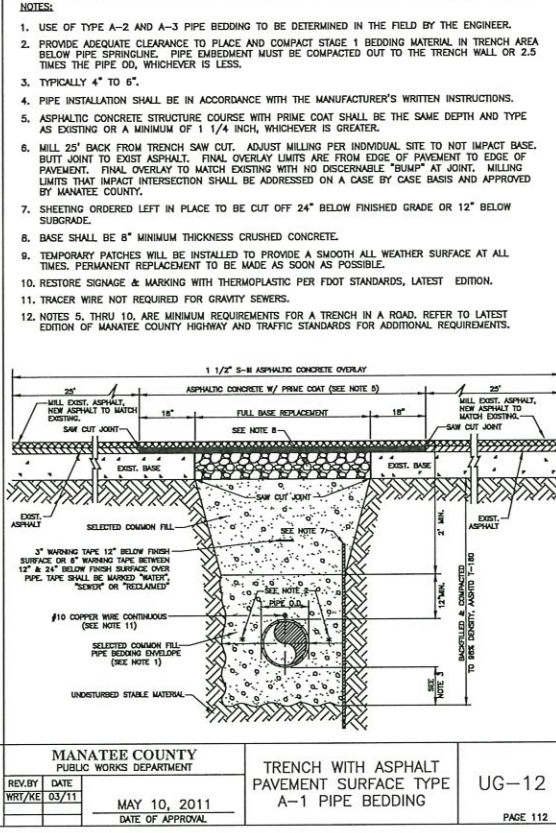 NOTES:
1. USE OF TYPE A-2 AND A-3 PIPE BEDDING TO BE DETERMINED IN THE FIELD BY THE ENGINEER.
2. PROVIDE ADEQUATE CLEARANCE TO PLACE AND COMPACT STAGE 1 BEDDING MATERIAL IN TRENCH AREA
BELOW PIPE SPRINGLINE. PIPE EMBEDMENT MUST BE COMPACTED OUT TO THE TRENCH WALL OR 2.5
TIMES THE PIPE OD, WHICHEVER IS LESS.
3. TYPICALLY 4" TO 6".
4. PIPE INSTALLATION SHALL BE IN ACCORDANCE WITH THE MANUFACTURER'S WRITTEN INSTRUCTIONS.
5. ASPHALTIC CONCRETE STRUCTURE COURSE WITH PRIME COAT SHALL BE THE SAME DEPTH AND TYPE
AS EXISTING OR A MINIMUM OF 1 1/4 INCH, WHICHEVER IS GREATER.
6. MILL 25' BACK FROM TRENCH SAW CUT. ADJUST MILLING PER INDIVIDUAL SITE TO NOT IMPACT BASE.
BUTT JOINT TO EXIST ASPHALT. FINAL OVERLAY LIMITS ARE FROM EDGE OF PAVEMENT TO EDGE OF
PAVEMENT. FINAL OVERLAY TO MATCH EXISTING WITH NO DISCERNABLE "BUMP" AT JOINT. MILLING
LIMITS THAT IMPACT INTERSECTION SHALL BE ADDRESSED ON A CASE BY CASE BASIS AND APPROVED
BY MANATEE COUNTY.
7. SHEETING ORDERED LEFT IN PLACE TO BE CUT OFF 24" BELOW FINISHED GRADE OR 12" BELOW
SUBGRADE.
8. BASE SHALL BE 8" MINIMUM THICKNESS CRUSHED CONCRETE.
9. TEMPORARY PATCHES WILL BE INSTALLED TO PROVIDE A SMOOTH ALL WEATHER SURFACE AT ALL
TIMES. PERMANENT REPLACEMENT TO BE MADE AS SOON AS POSSIBLE.
10. RESTORE SIGNAGE & MARKING WITH THERMOPLASTIC PER FDOT STANDARDS, LATEST EDITION.
11. TRACER WIRE NOT REQUIRED FOR GRAVITY SEWERS.
12. NOTES 5. THRU 10. ARE MINIMUM REQUIREMENTS FOR A TRENCH IN A ROAD. REFER TO LATEST
EDITION OF MANATEE COUNTY HIGHWAY AND TRAFFIC STANDARDS FOR ADDITIONAL REQUIREMENTS.
1 1/2" S-III ASPHALTIC CONCRETE OVERLAY
25'
ASPHALTIC CONCRETE W/ PRIME COAT (SEE NOTE 5)
25'
MILL EXIST. ASPHALT,
NEW ASPHALT TO MATCH
EXISTING.
18"
FULL BASE REPLACEMENT
18"
MILL EXIST. ASPHALT,
NEW ASPHALT TO
MATCH EXISTING.
SAW CUT JOINT
SEE NOTE 8
SAW CUT JOINT
EXIST. BASE
EXIST. BASE
SAW CUT JOINT
EXIST.
ASPHALT
EXIST.
ASPHALT
SELECTED COMMON FILL
SEE NOTE 7
2' MIN.
3" WARNING TAPE 12" BELOW FINISH
SURFACE OR 6" WARNING TAPE BETWEEN
12" & 24" BELOW FINISH SURFACE OVER
PIPE. TAPE SHALL BE MARKED "WATER",
"SEWER" OR "RECLAIMED"
SEE NOTE 2
PIPE O.D.
12"MIN.
BACKFILLED & COMPACTED
TO 98% DENSITY, AASHTO T-180
#10 COPPER WIRE CONTINUOUS
(SEE NOTE 11)
SELECTED COMMON FILL
PIPE BEDDING ENVELOPE
(SEE NOTE 1)
SEE
NOTE 3
UNDISTURBED STABLE MATERIAL
MANATEE COUNTY
PUBLIC WORKS DEPARTMENT
REV.BY DATE
WRT/KE 03/11
MAY 10, 2011
DATE OF APPROVAL
TRENCH WITH ASPHALT
PAVEMENT SURFACE TYPE
A-1 PIPE BEDDING
UG-12
PAGE 112